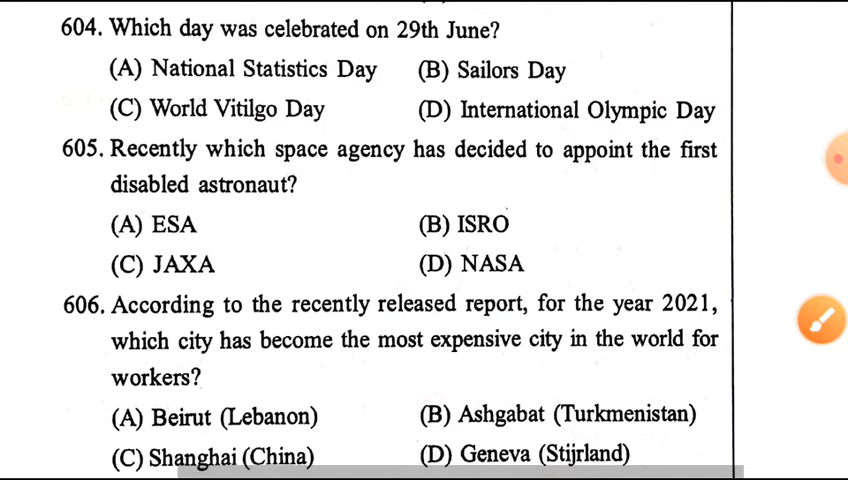 604. Which day was celebrated on 29th June?
(A) National Statistics Day (B) Sailors Day
(C) World Vitilgo Day (D) International Olympic Day
605. Recently which space agency has decided to appoint the first
disabled astronaut?
(A) ESA (B) ISRO
(C) JAXA (D) NASA
606. According to the recently released report, for the year 2021,
which city has become the most expensive city in the world for
workers?
(A) Beirut (Lebanon) (B) Ashgabat (Turkmenistan)
(C) Shanghai (China) (D) Geneva (Stijrland)